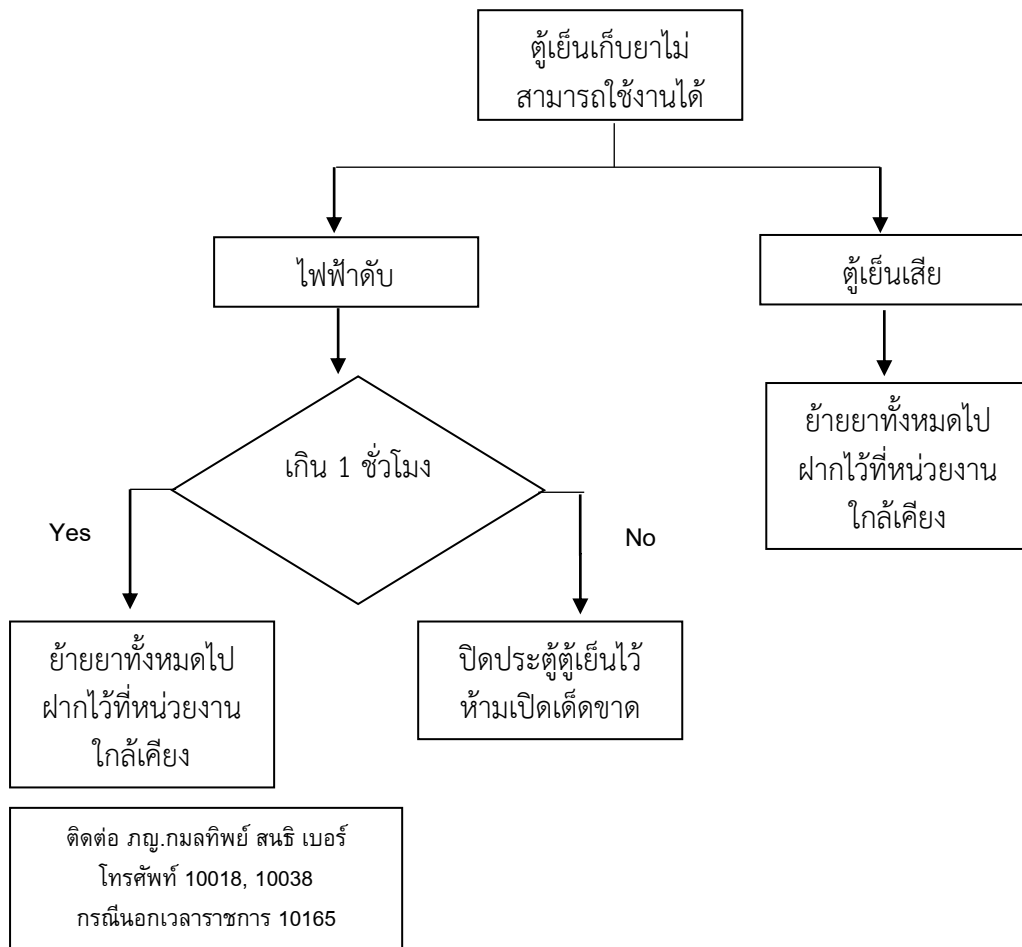 ตู้เย็นเก็บยาไม่
สามารถใช้งานได้
ไฟฟ้าดับ
ตู้เย็นเสีย
เกิน 1 ชั่วโมง
ย้ายยาทั้งหมดไป
ฝากไว้ที่หน่วยงาน
ใกล้เคียง
Yes
No
ย้ายยาทั้งหมดไป
ฝากไว้ที่หน่วยงาน
ใกล้เคียง
ปิดประตู้ตู้เย็นไว้
ห้ามเปิดเด็ดขาด
ติดต่อ ภญ.กมลทิพย์ สนธิ เบอร์
โทรศัพท์ 10018, 10038
กรณีนอกเวลาราชการ 10165